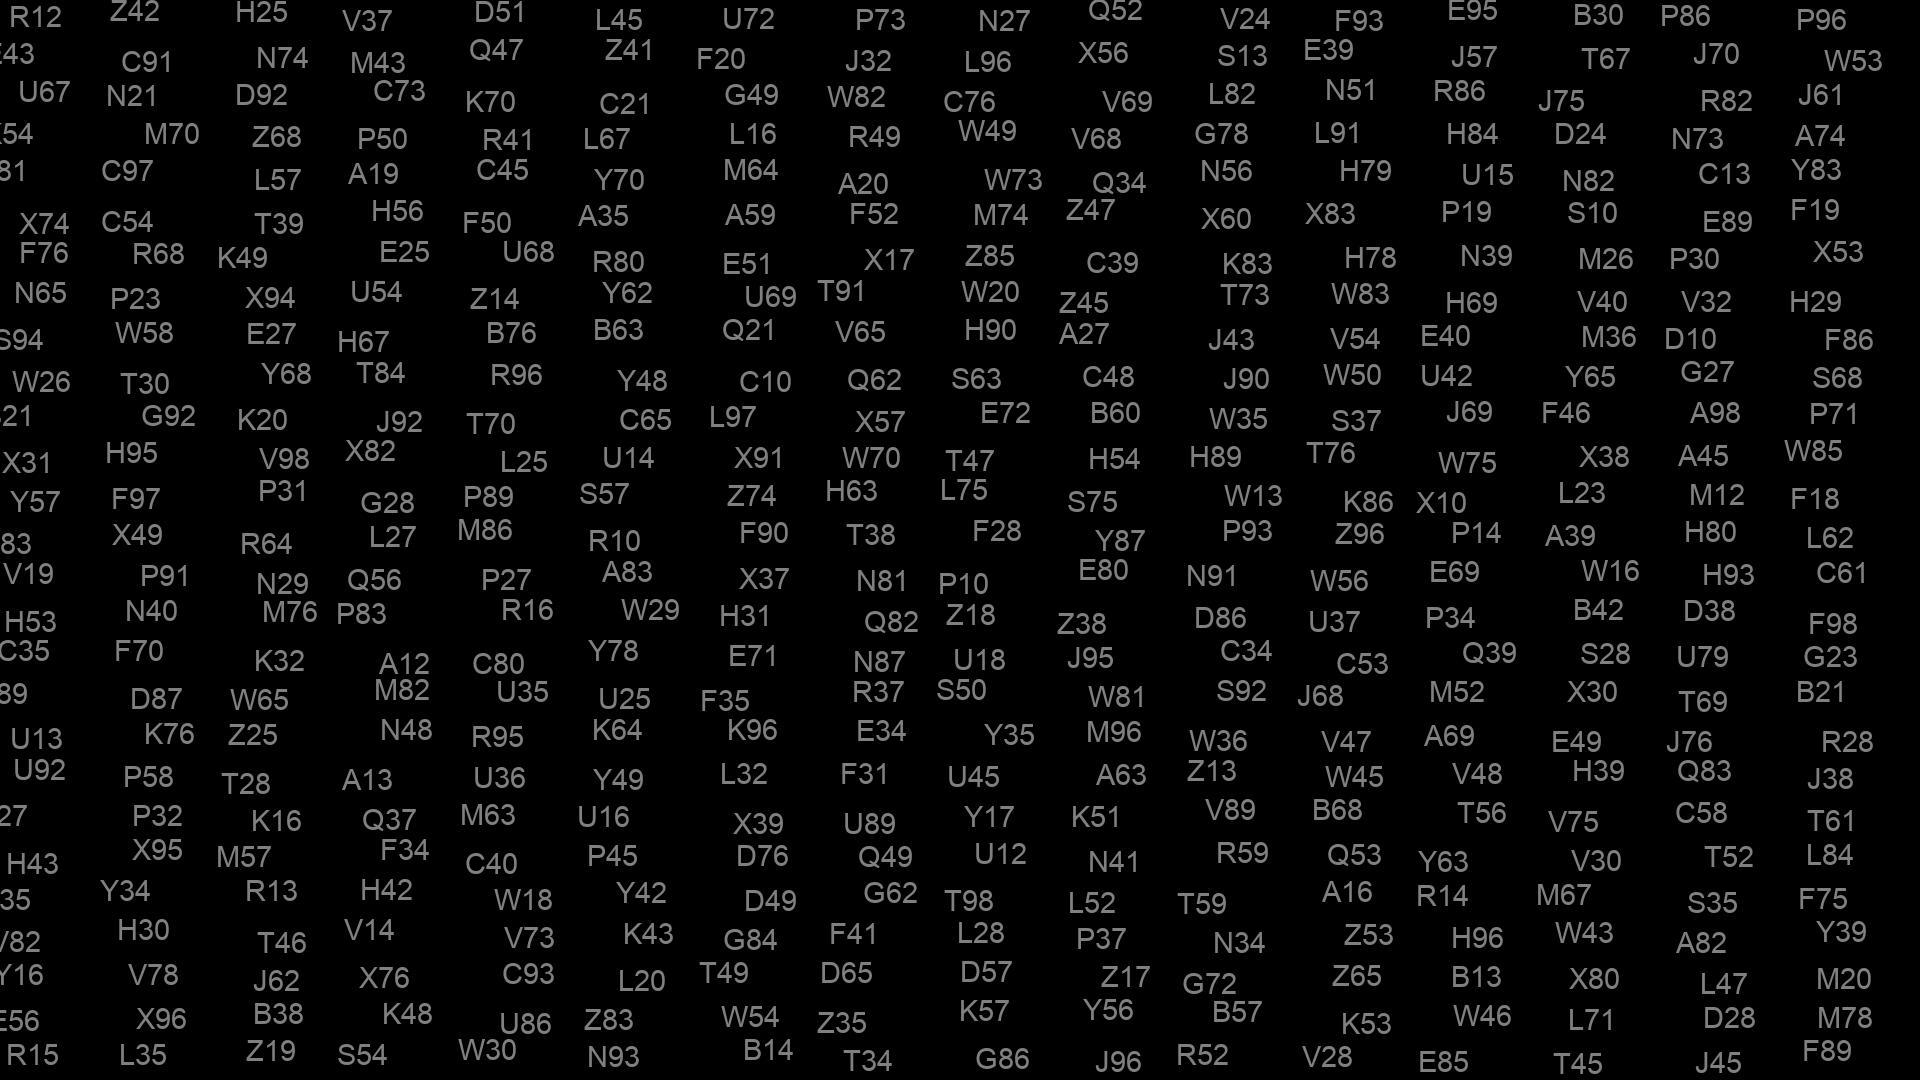 R12 Z42 H25 V37 D51 L45 U72 P73 N27 Q52 V24 F93 E95 B30 P86 P96
E43 C91 N74 M43 Q47 Z41 F20 J32 L96 X56 S13 E39 J57 T67 J70 W53
U67 N21 D92 C73 K70 C21 G49 W82 C76 V69 L82 N51 R86 J75 R82 J61
54 M70 Z68 P50 R41 L67 L16 R49 W49 V68 G78 L91 H84 D24 N73 A74
81 C97 L57 A19 C45 Y70 M64 A20 W73 Q34 N56 H79 U15 N82 C13 Y83
X74 C54 T39 H56 F50 A35 A59 F52 M74 Z47 X60 X83 P19 S10 E89 F19
F76 R68 K49 E25 U68 R80 E51 X17 Z85 C39 K83 H78 N39 M26 P30 X53
N65 P23 X94 U54 Z14 Y62 U69 T91 W20 Z45 T73 W83 H69 V40 V32 H29
S94 W58 E27 H67 B76 B63 Q21 V65 H90 A27 J43 V54 E40 M36 D10 F86
W26 T30 Y68 T84 R96 Y48 C10 Q62 S63 C48 J90 W50 U42 Y65 G27 S68
21 G92 K20 J92 T70 C65 L97 X57 E72 B60 W35 S37 J69 F46 A98 P71
X31 H95 V98 X82 L25 U14 X91 W70 T47 H54 H89 T76 W75 X38 A45 W85
Y57 F97 P31 G28 P89 S57 Z74 H63 L75 S75 W13 K86 X10 L23 M12 F18
83 X49 R64 L27 M86 R10 F90 T38 F28 Y87 P93 Z96 P14 A39 H80 L62
V19 P91 N29 Q56 P27 A83 X37 N81 P10 E80 N91 W56 E69 W16 H93 C61
H53 N40 M76 P83 R16 W29 H31 Q82 Z18 Z38 D86 U37 P34 B42 D38 F98
C35 F70 K32 A12 C80 Y78 E71 N87 U18 J95 C34 C53 Q39 S28 U79 G23
89 D87 W65 M82 U35 U25 F35 R37 S50 W81 S92 J68 M52 X30 T69 B21
U13 K76 Z25 N48 R95 K64 K96 E34 Y35 M96 W36 V47 A69 E49 J76 R28
U92 P58 T28 A13 U36 Y49 L32 F31 U45 A63 Z13 W45 V48 H39 Q83 J38
27 P32 K16 Q37 M63 U16 X39 U89 Y17 K51 V89 B68 T56 V75 C58 T61
H43 X95 M57 F34 C40 P45 D76 Q49 U12 N41 R59 Q53 Y63 V30 T52 L84
35 Y34 R13 H42 W18 Y42 D49 G62 T98 L52 T59 A16 R14 M67 S35 F75
V82 H30 T46 V14 V73 K43 G84 F41 L28 P37 N34 Z53 H96 W43 A82 Y39
Y16 V78 J62 X76 C93 L20 T49 D65 D57 Z17 G72 Z65 B13 X80 L47 M20
E56 X96 B38 K48 U86 Z83 W54 Z35 K57 Y56 B57 K53 W46 L71 D28 M78
R15 L35 Z19 S54 W30 N93 B14 T34 G86 J96 R52 V28 E85 T45 J45 F89